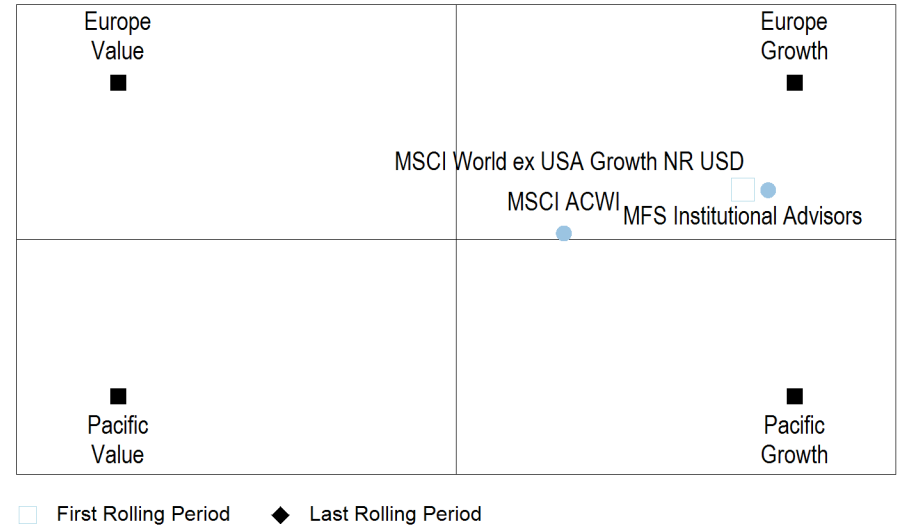 Europe
Value
Europe
Growth
MSCI World ex USA Growth NR USD
MSCI ACWI
MFS Institutional Advisors
Pacific
Value
Pacific
Growth
First Rolling Period
Last Rolling Period